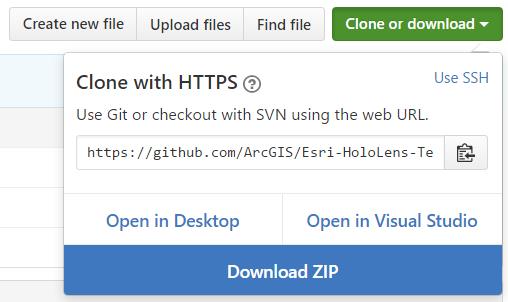 Create new file Upload files Find file Clone or download
Clone with HTTPS ? Use SSH
Use Git or checkout with SVN using the web URL.
https://github.com/ArcGIS/Esri-HoloLens-Te
Open in Desktop Open in Visual Studio
Download ZIP